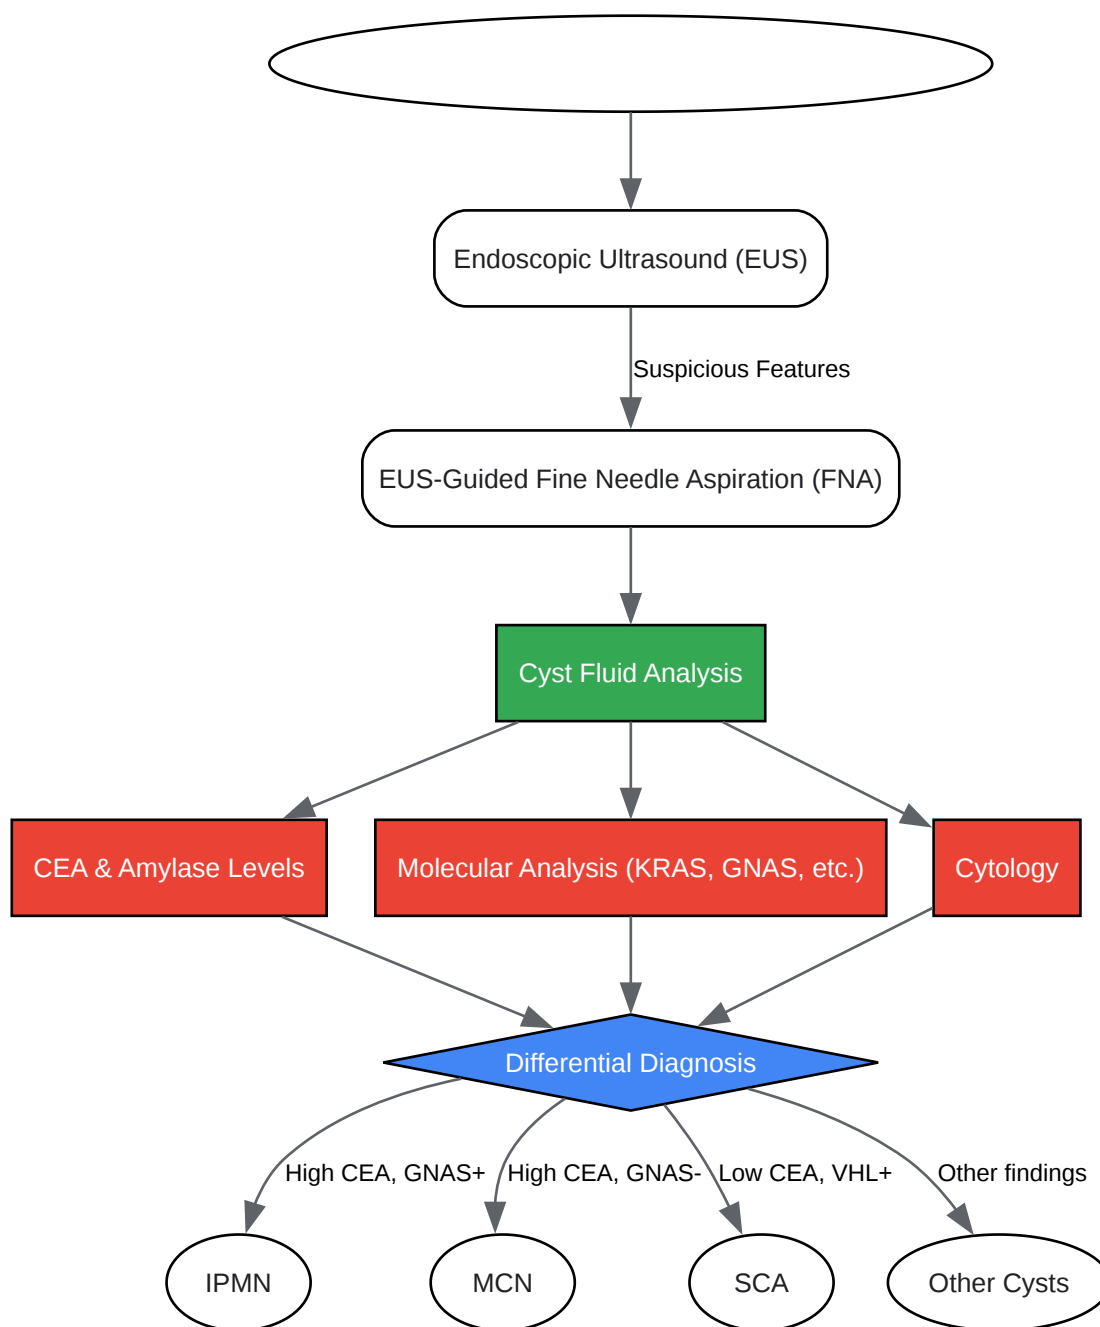 Endoscopic Ultrasound (EUS)
Suspicious Features
EUS-Guided Fine Needle Aspiration (FNA)
Cyst Fluid Analysis
CEA & Amylase Levels
Molecular Analysis (KRAS, GNAS, etc.)
Cytology
Differential Diagnosis
High CEA, GNAS+
High CEA, GNAS-
Low CEA, VHL+
Other findings
IPMN
MCN
SCA
Other Cysts